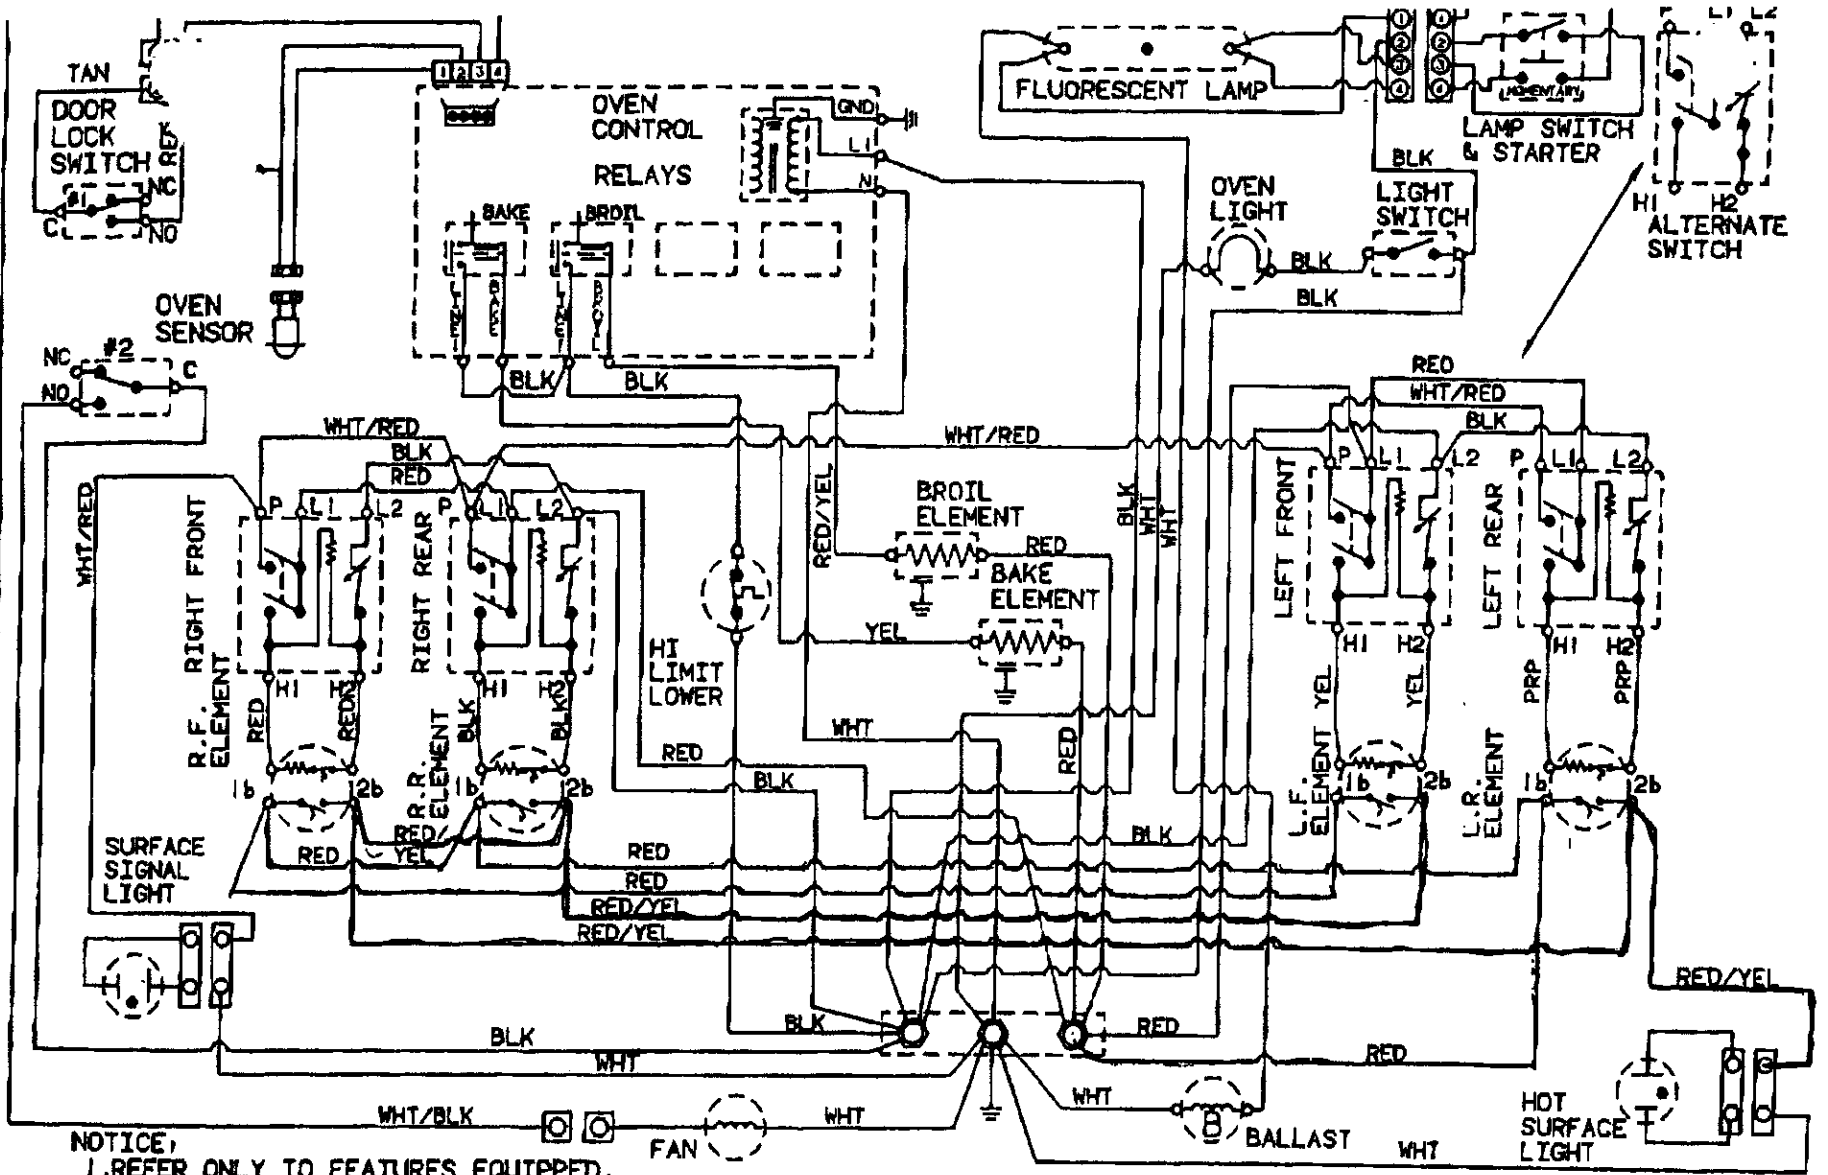 P L1 L2
1 4
2 2
3 3
4 4
MOMENTARY
LAMP SWITCH
& STARTER
FLUORESCENT LAMP
1 2 3 4
TAN
DOOR
LOCK
SWITCH
#1
NC
C
NO
OVEN
CONTROL
RELAYS
GND
L1
N
BAKE
BROIL
BLK
LIGHT
SWITCH
OVEN
LIGHT
BLK
BLK
H1 H2
ALTERNATE
SWITCH
OVEN
SENSOR
#2
NC
C
NO
BLK
BLK
RED
WHT/RED
BLK
WHT/RED
BLK
RED
WHT/RED
P L1 L2
P L1 L2
P L1 L2
P L1 L2
WHT/RED
RIGHT FRONT
RIGHT REAR
RED/YEL
BROIL
ELEMENT
RED
BAKE
ELEMENT
YEL
BLK
WHT
WHT
LEFT FRONT
LEFT REAR
HI
LIMIT
LOWER
H1 H2
H1 H2
H1 H2
H1 H2
R.F.
ELEMENT
RED
RED
R.R.
ELEMENT
BLK
BLK
YEL
YEL
PRP
PRP
WHT
RED
RED
BLK
1b 2b
1b 2b
L.F.
ELEMENT
1b 2b
L.R.
ELEMENT
1b 2b
RED/
YEL
RED
RED
BLK
RED
RED/YEL
RED/YEL
SURFACE
SIGNAL
LIGHT
RED/YEL
BLK
RED
BLK
WHT
RED
WHT
B
BALLAST
WHT/BLK
FAN
WHT
WHT
HOT
SURFACE
LIGHT
NOTICE,
1.REFER ONLY TO FEATURES EQUIPPED.